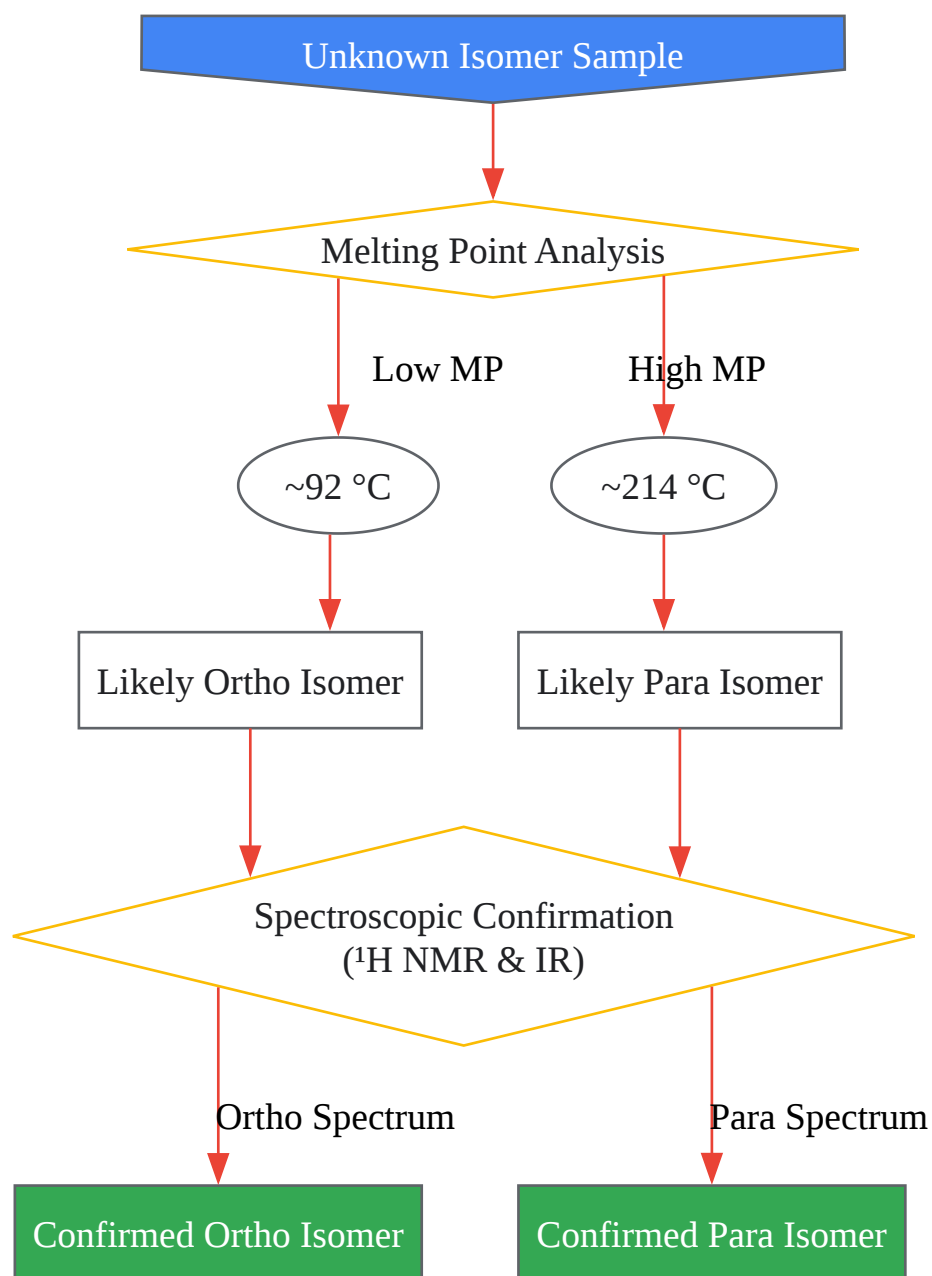 Unknown Isomer Sample
Melting Point Analysis
Low MP
High MP
~92 °C
~214 °C
Likely Ortho Isomer
Likely Para Isomer
Spectroscopic Confirmation
(¹H NMR & IR)
Ortho Spectrum
Para Spectrum
Confirmed Ortho Isomer
Confirmed Para Isomer